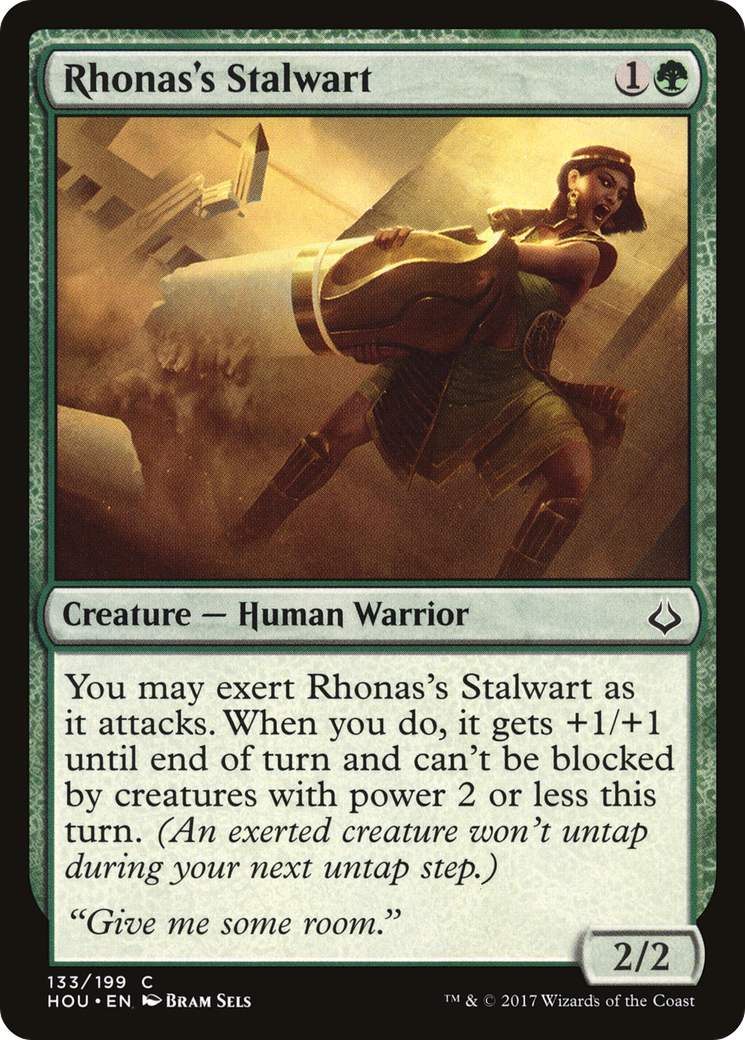 Rhonas's Stalwart 1
Creature — Human Warrior
You may exert Rhonas's Stalwart as
it attacks. When you do, it gets +1/+1
until end of turn and can't be blocked
by creatures with power 2 or less this
turn. (An exerted creature won't untap
during your next untap step.)
“Give me some room.”
2/2
133/199 C
HOU • EN Bram Sels
™ & © 2017 Wizards of the Coast